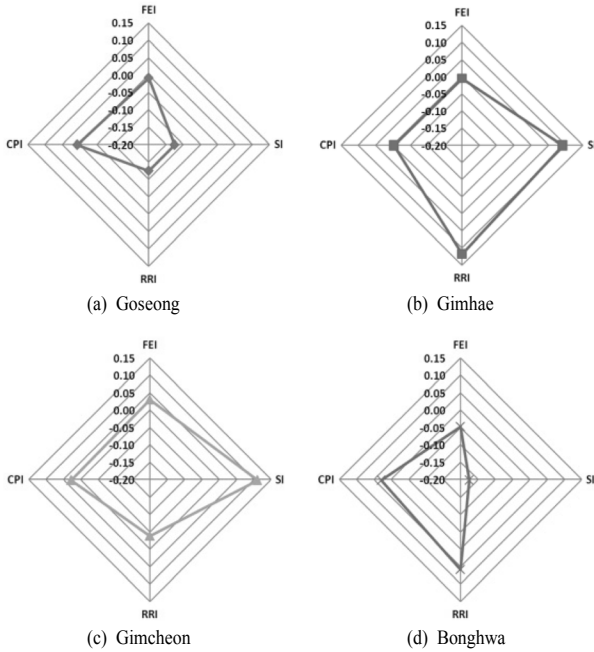 FEI
0.15
0.10
0.05
0.00
-0.05
-0.10
-0.15
-0.20
CPI
SI
RRI
(a) Goseong
FEI
0.15
0.10
0.05
0.00
-0.05
-0.10
-0.15
-0.20
CPI
SI
RRI
(b) Gimhae
FEI
0.15
0.10
0.05
0.00
-0.05
-0.10
-0.15
-0.20
CPI
SI
RRI
(c) Gimcheon
FEI
0.15
0.10
0.05
0.00
-0.05
-0.10
-0.15
-0.20
CPI
SI
RRI
(d) Bonghwa